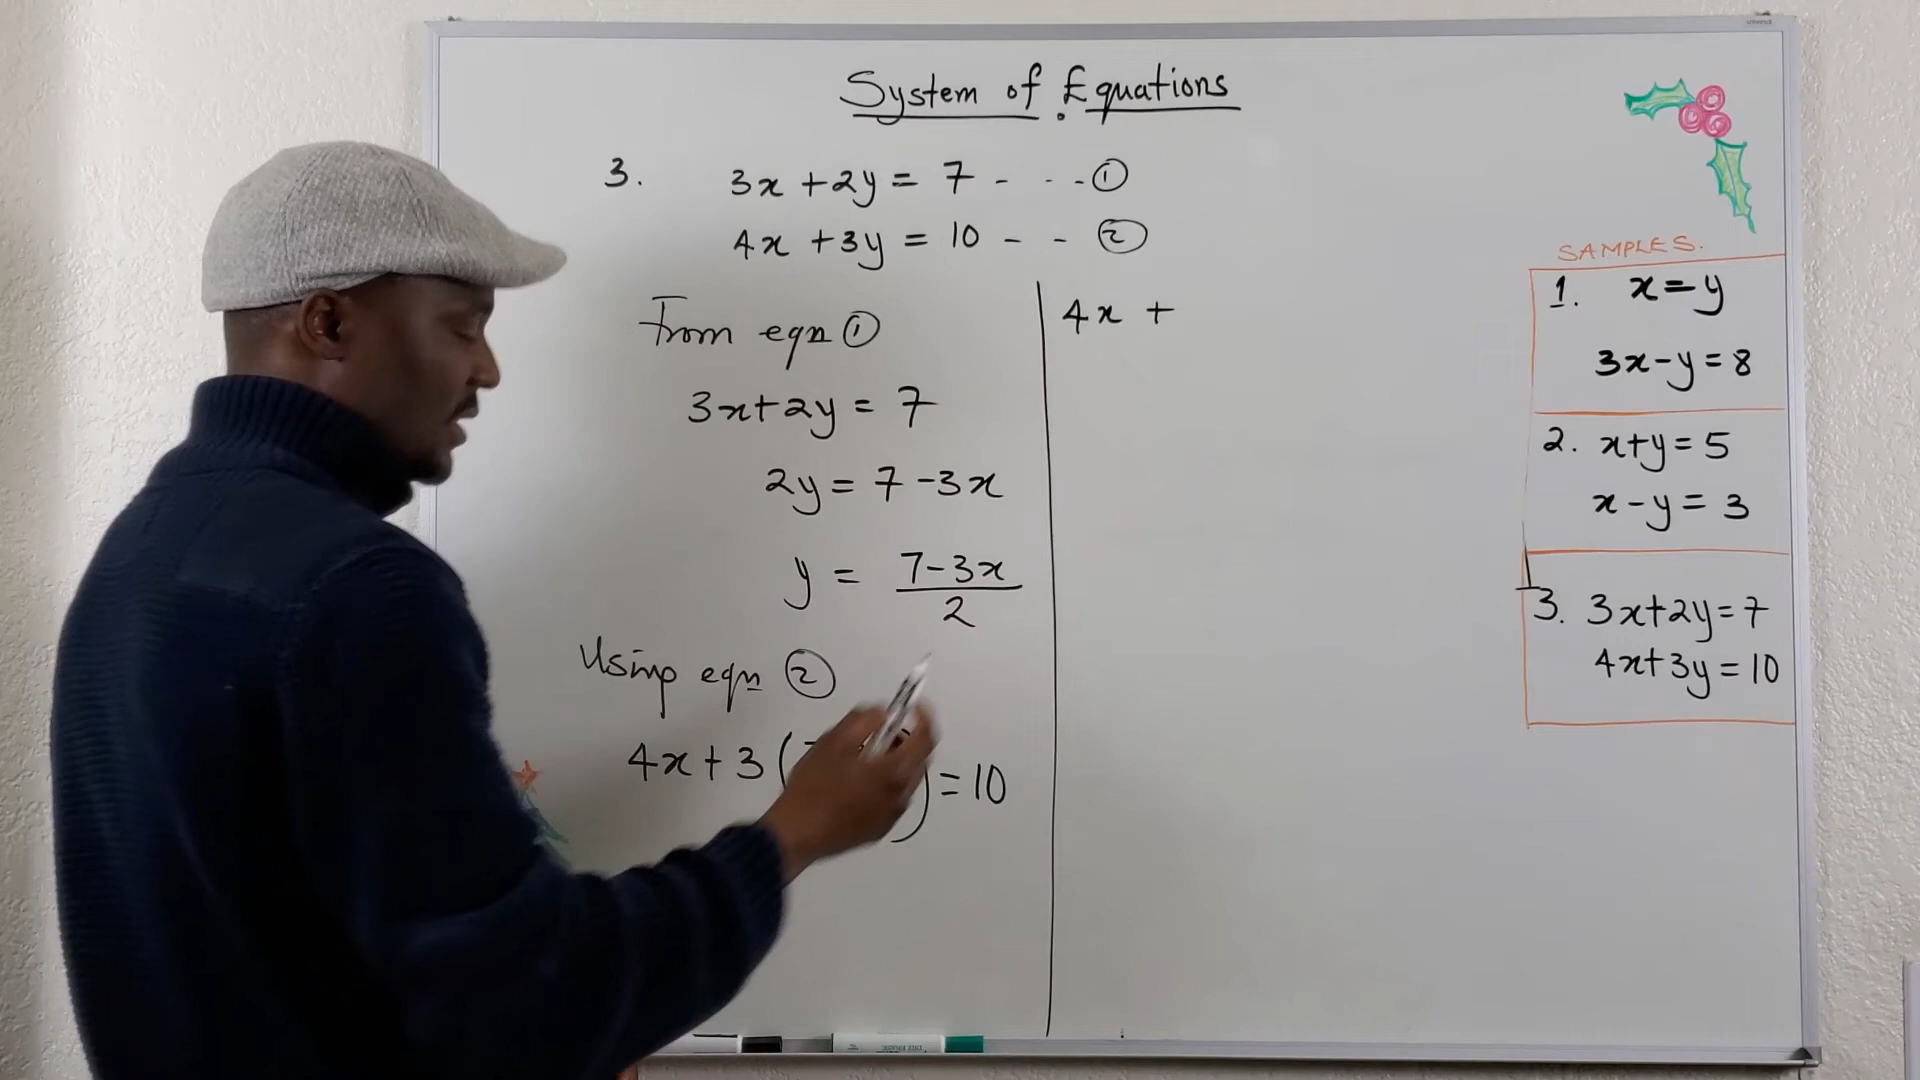 System of Equations
3. 3x + 2y = 7 - - - ①
4x + 3y = 10 - - ②
From eqn ①
3x + 2y = 7
2y = 7 - 3x
y = 7 - 3x
2
Using eqn ②
4x + 3 ( ) = 10
4x +
SAMPLES.
1. x = y
3x - y = 8
2. x + y = 5
x - y = 3
3. 3x + 2y = 7
4x + 3y = 10